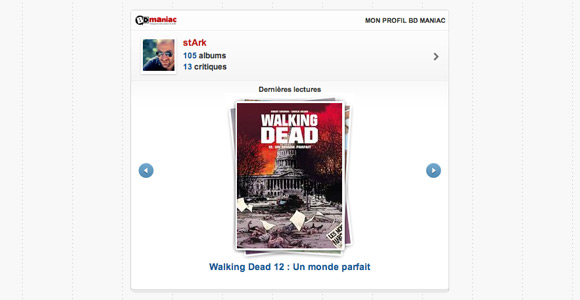 BDmaniac
MON PROFIL BD MANIAC
stArk
105 albums
13 critiques
Dernières lectures
WALKING
DEAD
12. UN MONDE PARFAIT
Walking Dead 12 : Un monde parfait